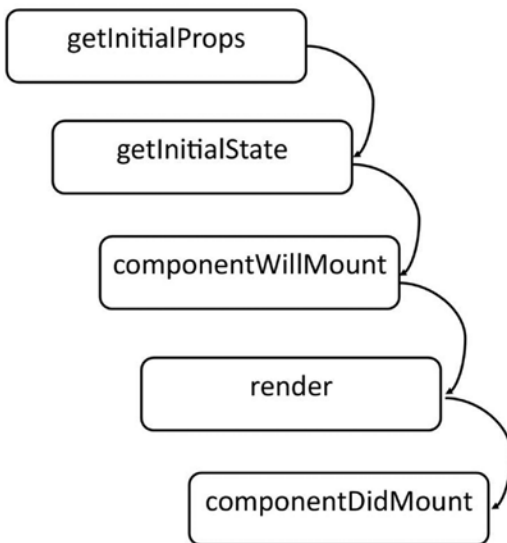 getInitialProps
getInitialState
componentWillMount
render
componentDidMount